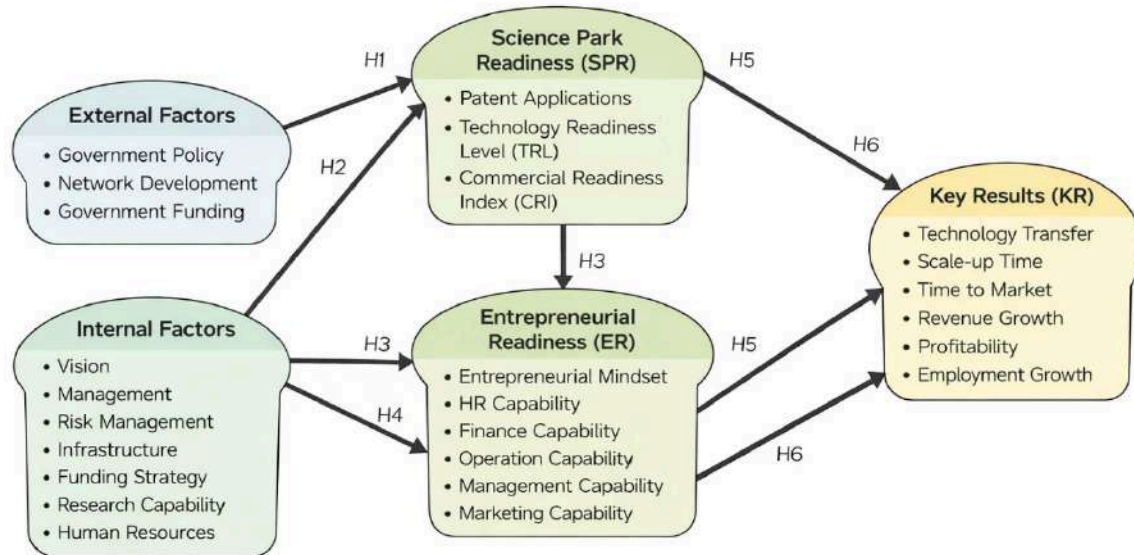 External Factors
• Government Policy
• Network Development
• Government Funding
H1
H2
Science Park
Readiness (SPR)
• Patent Applications
• Technology Readiness
Level (TRL)
• Commercial Readiness
Index (CRI)
H5
H6
H3
Internal Factors
• Vision
• Management
• Risk Management
• Infrastructure
• Funding Strategy
• Research Capability
• Human Resources
H3
H4
Entrepreneurial
Readiness (ER)
• Entrepreneurial Mindset
• HR Capability
• Finance Capability
• Operation Capability
• Management Capability
• Marketing Capability
H5
H6
Key Results (KR)
• Technology Transfer
• Scale-up Time
• Time to Market
• Revenue Growth
• Profitability
• Employment Growth